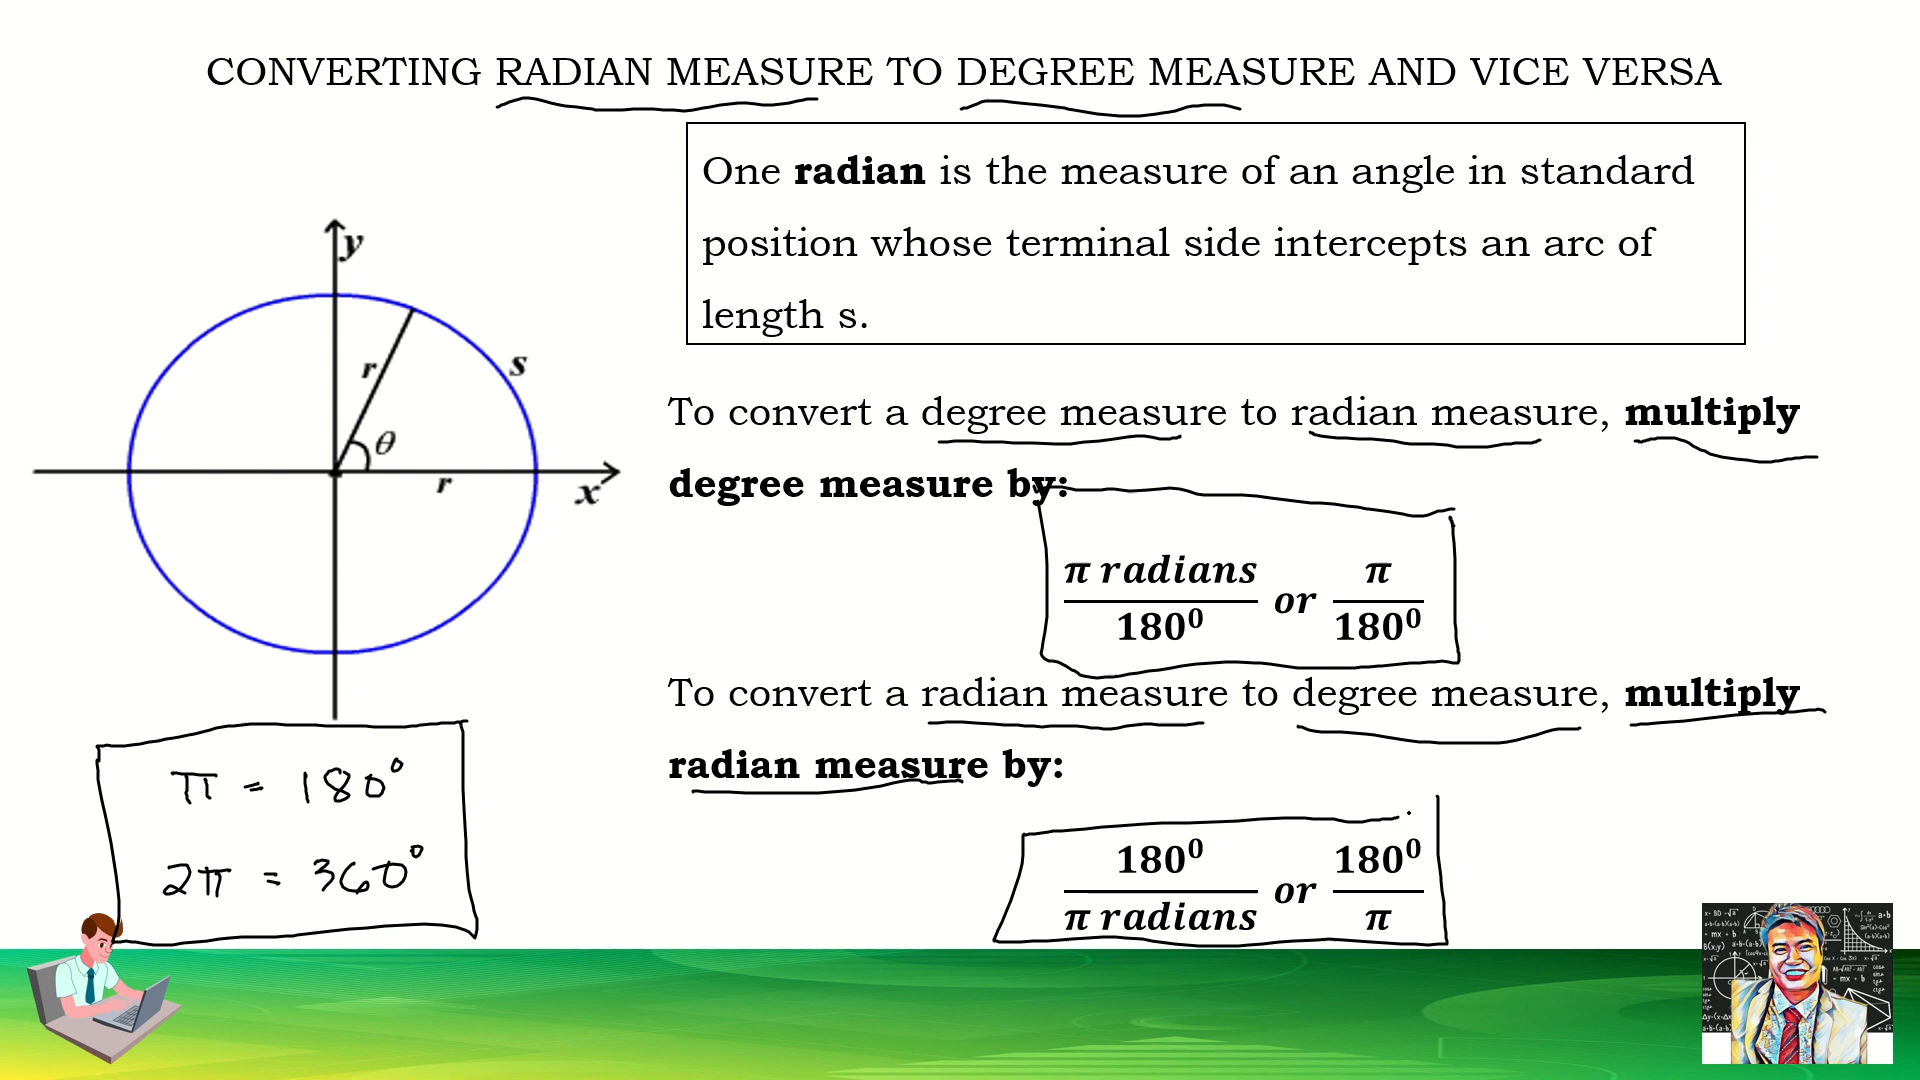 CONVERTING RADIAN MEASURE TO DEGREE MEASURE AND VICE VERSA
One radian is the measure of an angle in standard
position whose terminal side intercepts an arc of
length s.
y
r
s
θ
r
x
To convert a degree measure to radian measure, multiply
degree measure by:
π radians / 180⁰ or π / 180⁰
To convert a radian measure to degree measure, multiply
radian measure by:
180⁰ / π radians or 180⁰ / π
π = 180°
2π = 360°